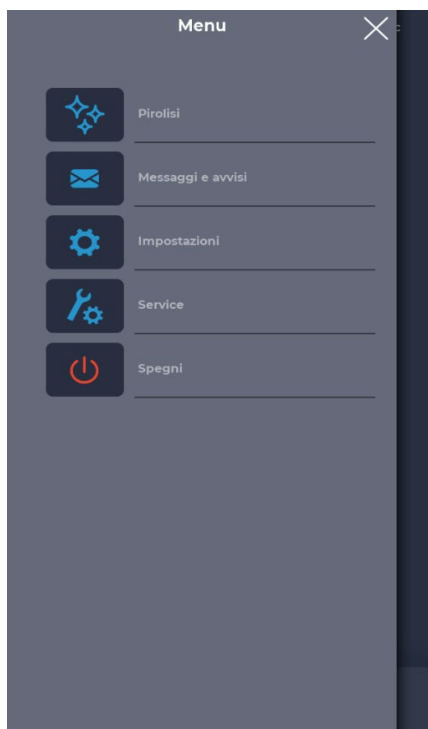 Menu
c
Pirolisi
Messaggi e avvisi
Impostazioni
Service
Spegni